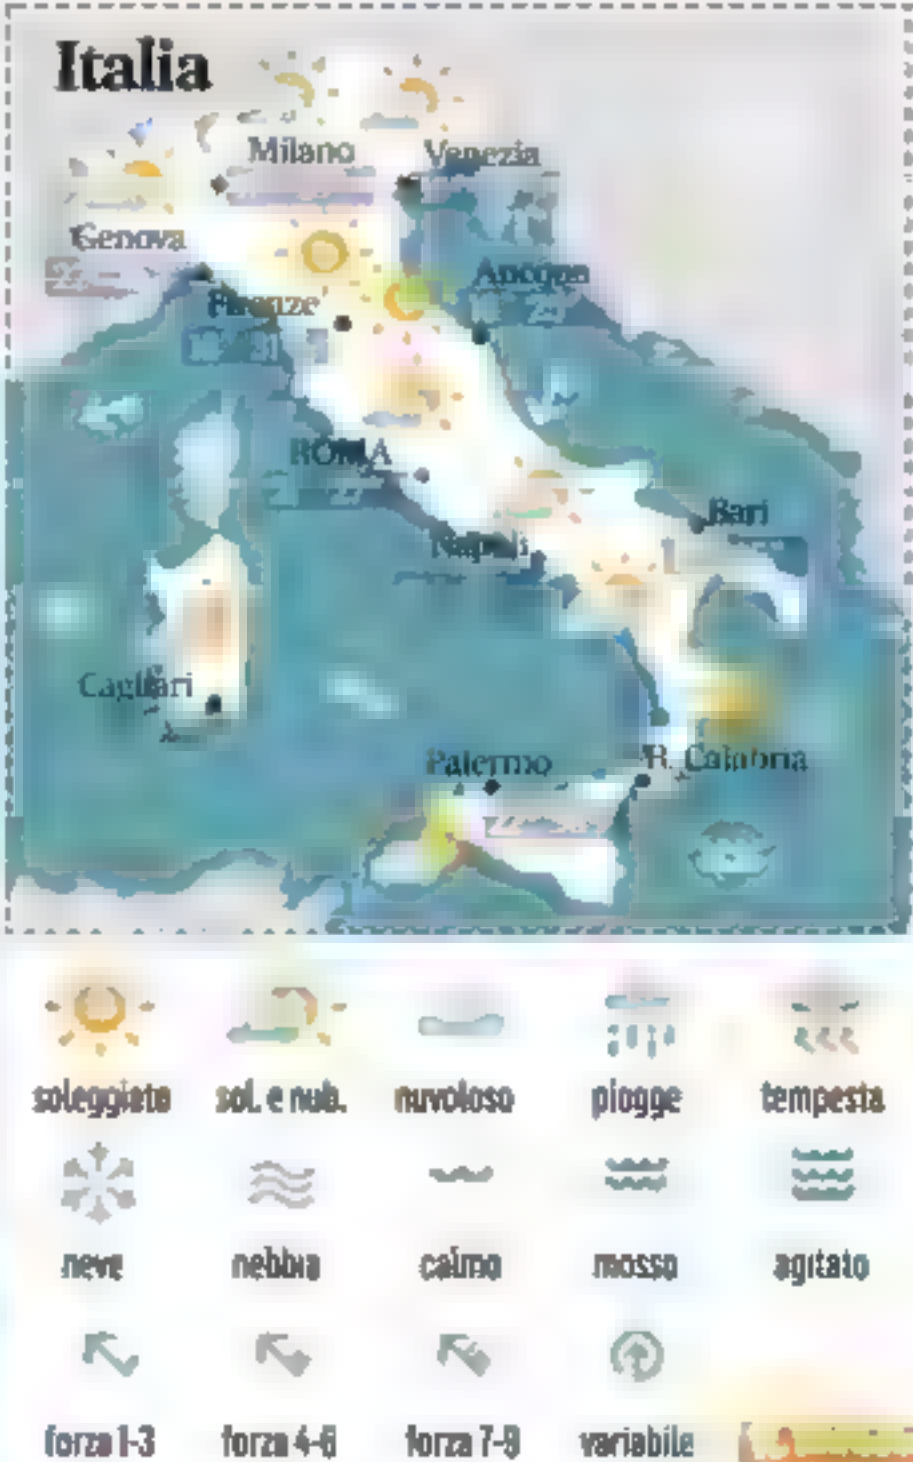 Italia
Milano
Venezia
Genova
Ancona
Firenze
ROMA
Bari
Napoli
Cagliari
Palermo
R. Calabria
soleggiato
sol. e nub.
nuvoloso
piogge
tempesta
neve
nebbia
calmo
mosso
agitato
forza 1-3
forza 4-6
forza 7-9
variabile